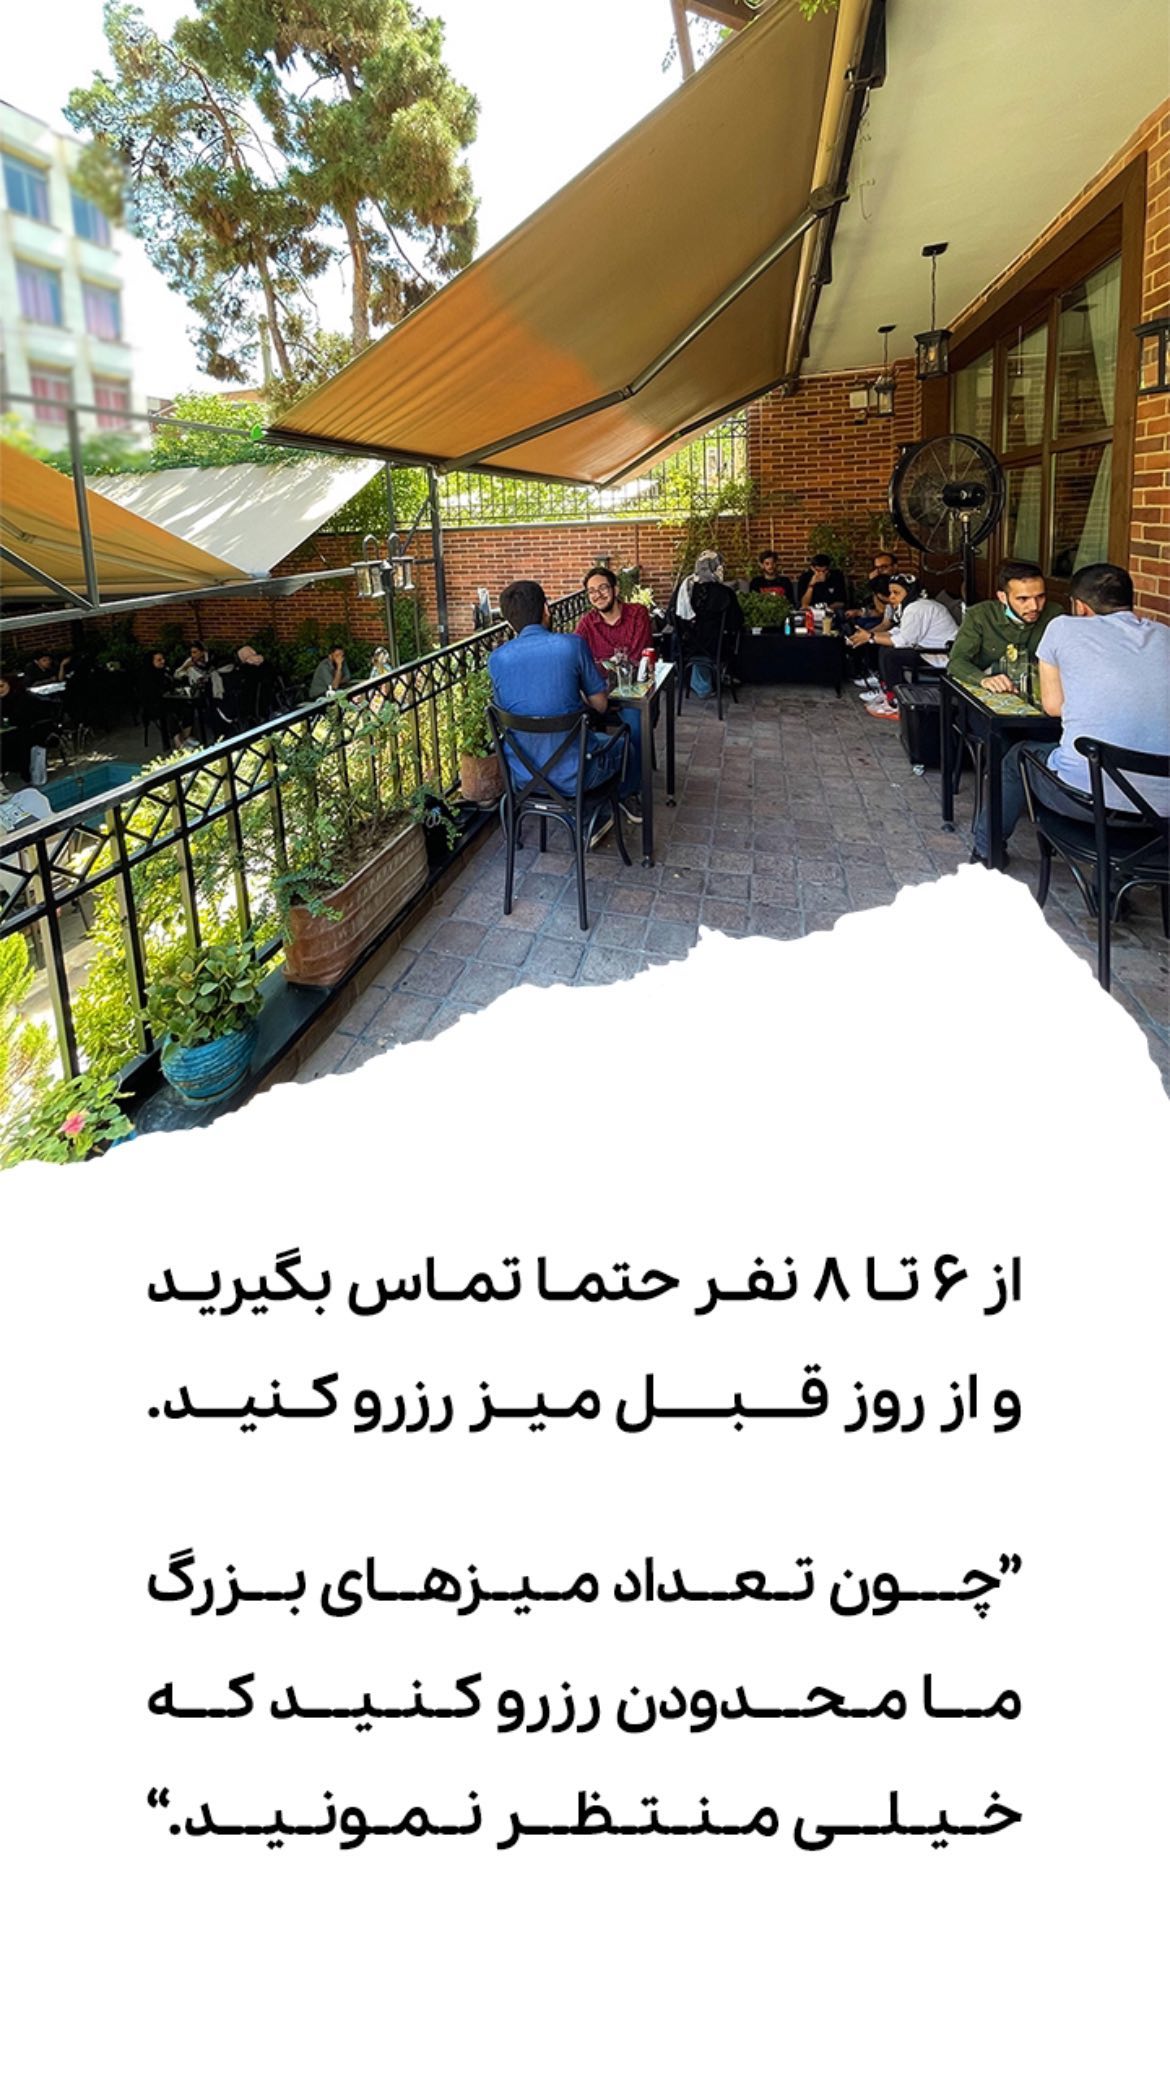 از ۶ تا ۸ نفر حتما تماس بگیرید
و از روز قبل میز رزرو کنید.
”چون تعداد میزهای بزرگ
ما محدودن رزرو کنید که
خیلی منتظر نمونید.“